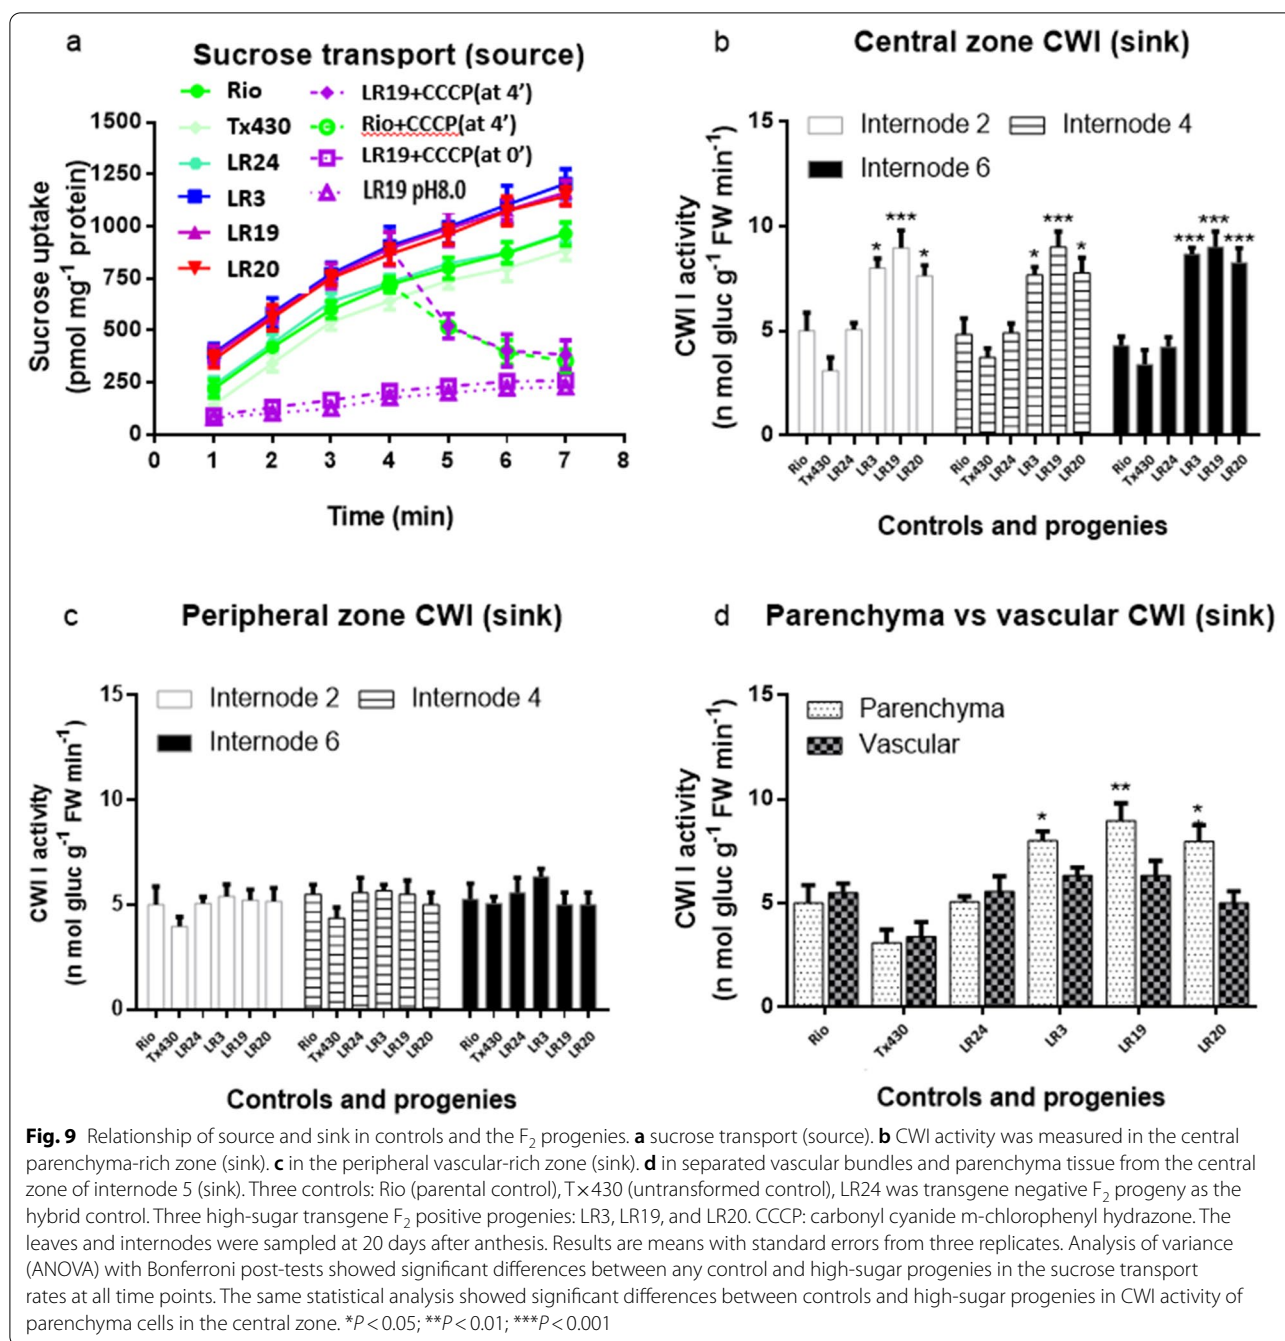 a
Sucrose transport (source)
Rio
Tx430
LR24
LR3
LR19
LR20
LR19+CCCP(at 4’)
Rio+CCCP(at 4’)
LR19+CCCP(at 0’)
LR19 pH8.0
Sucrose uptake
(pmol mg⁻¹ protein)
1500
1250
1000
750
500
250
0
0 1 2 3 4 5 6 7 8
Time (min)
b
Central zone CWI (sink)
Internode 2
Internode 4
Internode 6
CWI I activity
(n mol gluc g⁻¹ FW min⁻¹)
15
10
5
0
* *** * * *** * *** *** ***
Rio Tx430 LR24 LR3 LR19 LR20 Rio Tx430 LR24 LR3 LR19 LR20 Rio Tx430 LR24 LR3 LR19 LR20
Controls and progenies
c
Peripheral zone CWI (sink)
Internode 2
Internode 4
Internode 6
CWI I activity
(n mol gluc g⁻¹ FW min⁻¹)
15
10
5
0
Rio Tx430 LR24 LR3 LR19 LR20 Rio Tx430 LR24 LR3 LR19 LR20 Rio Tx430 LR24 LR3 LR19 LR20
Controls and progenies
d
Parenchyma vs vascular CWI (sink)
Parenchyma
Vascular
CWI I activity
(n mol gluc g⁻¹ FW min⁻¹)
15
10
5
0
* ** *
Rio Tx430 LR24 LR3 LR19 LR20
Controls and progenies
Fig. 9 Relationship of source and sink in controls and the F₂ progenies. a sucrose transport (source). b CWI activity was measured in the central
parenchyma-rich zone (sink). c in the peripheral vascular-rich zone (sink). d in separated vascular bundles and parenchyma tissue from the central
zone of internode 5 (sink). Three controls: Rio (parental control), T × 430 (untransformed control), LR24 was transgene negative F₂ progeny as the
hybrid control. Three high-sugar transgene F₂ positive progenies: LR3, LR19, and LR20. CCCP: carbonyl cyanide m-chlorophenyl hydrazone. The
leaves and internodes were sampled at 20 days after anthesis. Results are means with standard errors from three replicates. Analysis of variance
(ANOVA) with Bonferroni post-tests showed significant differences between any control and high-sugar progenies in the sucrose transport
rates at all time points. The same statistical analysis showed significant differences between controls and high-sugar progenies in CWI activity of
parenchyma cells in the central zone. *P < 0.05; **P < 0.01; ***P < 0.001